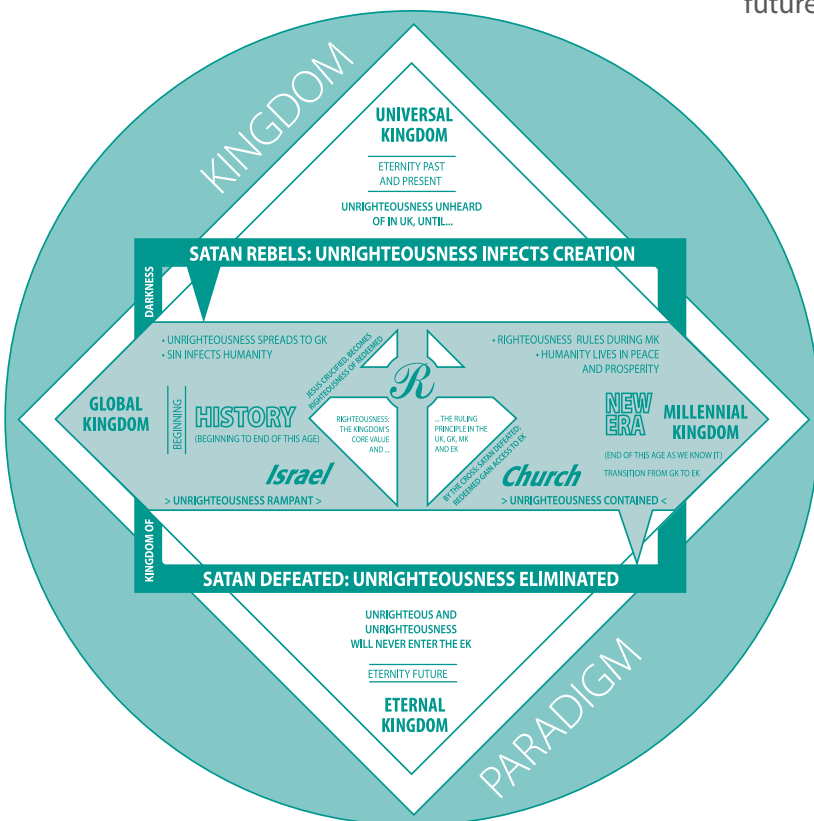 future
KINGDOM
UNIVERSAL
KINGDOM
ETERNITY PAST
AND PRESENT
UNRIGHTEOUSNESS UNHEARD
OF IN UK, UNTIL...
SATAN REBELS: UNRIGHTEOUSNESS INFECTS CREATION
DARKNESS
• UNRIGHTEOUSNESS SPREADS TO GK
• SIN INFECTS HUMANITY
JESUS CRUCIFIED, BECOMES
RIGHTEOUSNESS OF REDEEMED
• RIGHTEOUSNESS RULES DURING MK
• HUMANITY LIVES IN PEACE
AND PROSPERITY
R
GLOBAL
KINGDOM
BEGINNING
HISTORY
(BEGINNING TO END OF THIS AGE)
RIGHTEOUSNESS:
THE KINGDOM'S
CORE VALUE
AND ...
... THE RULING
PRINCIPLE IN THE
UK, GK, MK
AND EK
NEW
ERA
MILLENNIAL
KINGDOM
(END OF THIS AGE AS WE KNOW IT)
TRANSITION FROM GK TO EK
BY THE CROSS: SATAN DEFEATED:
REDEEMED GAIN ACCESS TO EK
Israel
Church
> UNRIGHTEOUSNESS RAMPANT >
> UNRIGHTEOUSNESS CONTAINED <
KINGDOM OF
SATAN DEFEATED: UNRIGHTEOUSNESS ELIMINATED
UNRIGHTEOUS AND
UNRIGHTEOUSNESS
WILL NEVER ENTER THE EK
ETERNITY FUTURE
ETERNAL
KINGDOM
PARADIGM